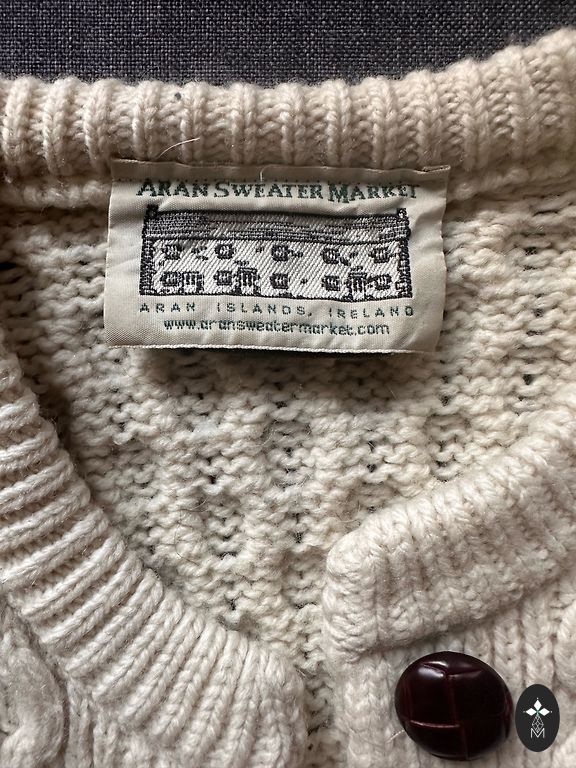 ARAN SWEATER MARKET
ARAN ISLANDS, IRELAND
www.aransweatermarket.com